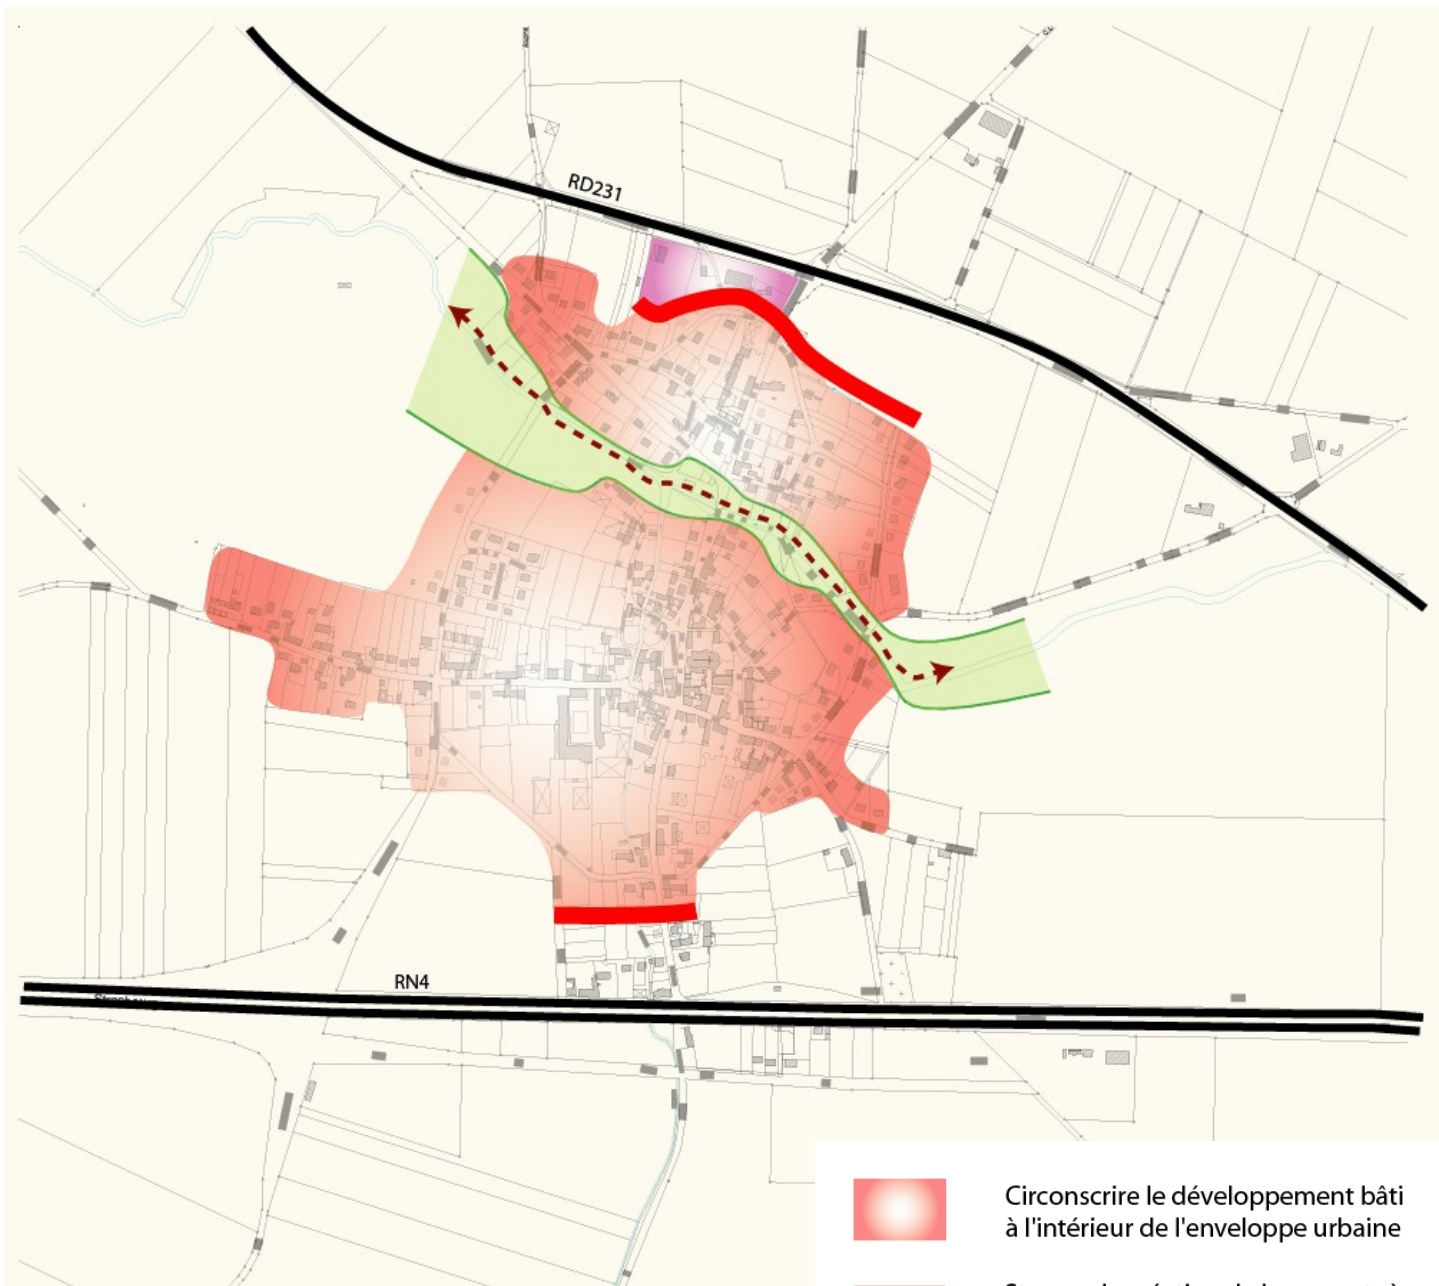 RD231
RN4
Circonscrire le développement bâti
à l'intérieur de l'enveloppe urbaine